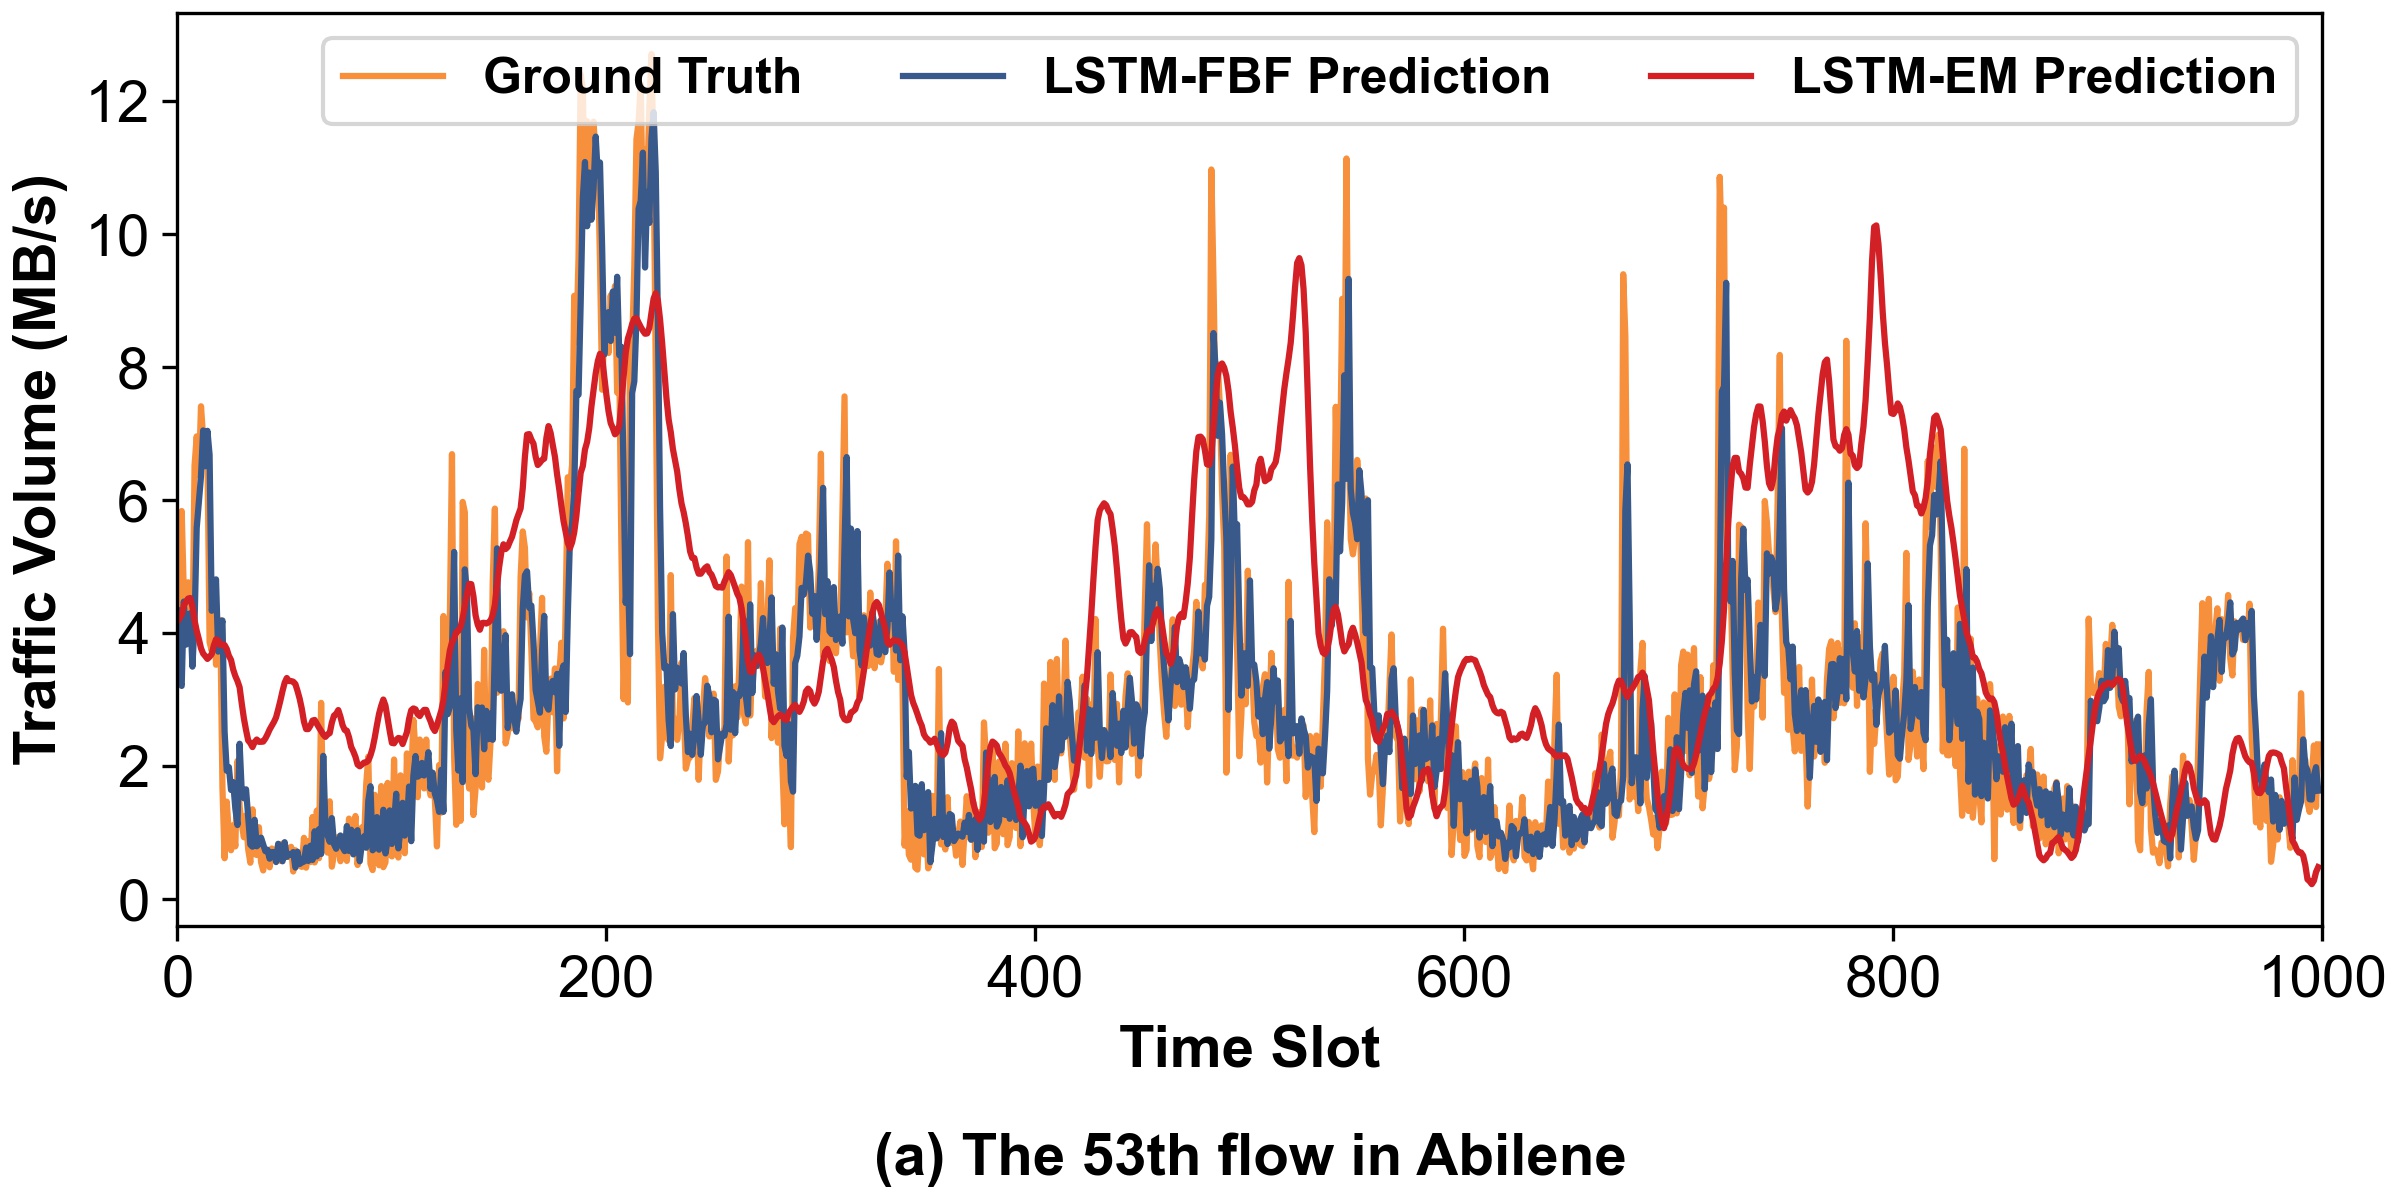 Ground Truth LSTM-FBF Prediction LSTM-EM Prediction
12
10
8
6
4
2
0
Traffic Volume (MB/s)
0 200 400 600 800 1000
Time Slot
(a) The 53th flow in Abilene